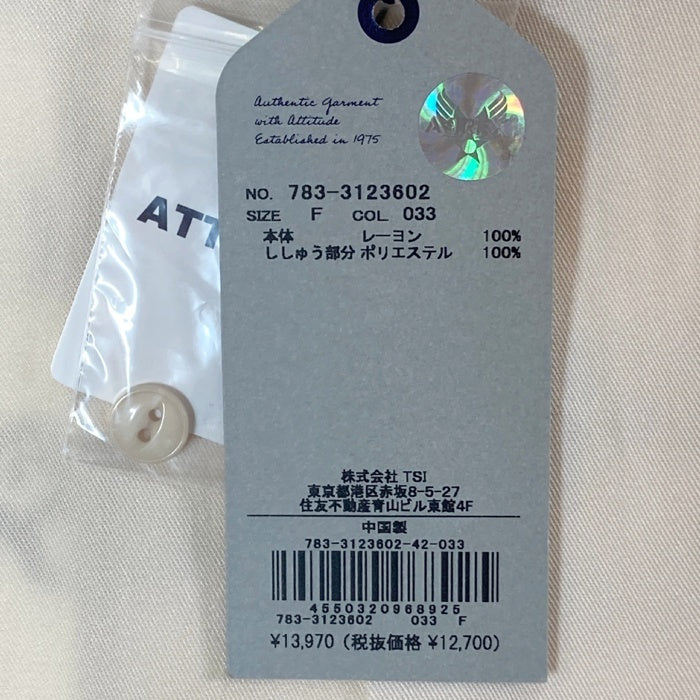 Authentic Garment
with Attitude
Established in 1975
AVIREX
ATT
NO. 783-3123602
SIZE F COL 033
本体 レーヨン 100%
ししゅう部分 ポリエステル 100%
株式会社 TSI
東京都港区赤坂8-5-27
住友不動産青山ビル東館4F
中国製
783-3123602-42-033
4550320968925
783-3123602 033 F
¥13,970 (税抜価格 ¥12,700)